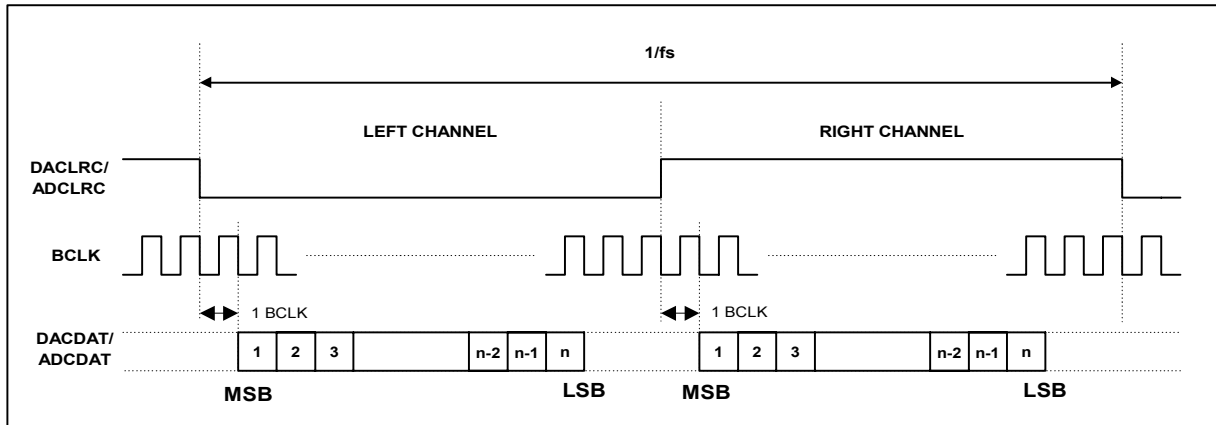 1/fs
LEFT CHANNEL
RIGHT CHANNEL
DACLRC/
ADCLRC
BCLK
1 BCLK
1 BCLK
DACDAT/
ADCDAT
1 2 3 n-2 n-1 n
1 2 3 n-2 n-1 n
MSB
LSB
MSB
LSB